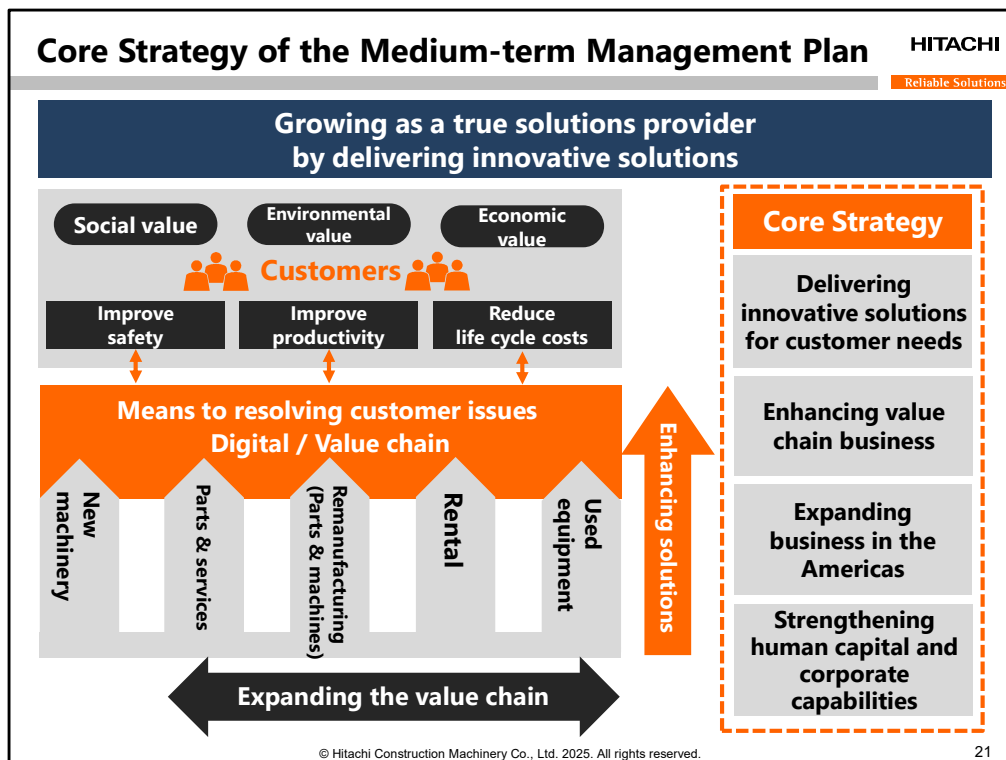 Core Strategy of the Medium-term Management Plan
HITACHI
Reliable Solutions
Growing as a true solutions provider
by delivering innovative solutions
Social value
Environmental
value
Economic
value
Customers
Improve
safety
Improve
productivity
Reduce
life cycle costs
Means to resolving customer issues
Digital / Value chain
New
machinery
Parts & services
Remanufacturing
(Parts & machines)
Rental
Used
equipment
Expanding the value chain
Enhancing solutions
Core Strategy
Delivering
innovative solutions
for customer needs
Enhancing value
chain business
Expanding
business in the
Americas
Strengthening
human capital and
corporate
capabilities
© Hitachi Construction Machinery Co., Ltd. 2025. All rights reserved.
21